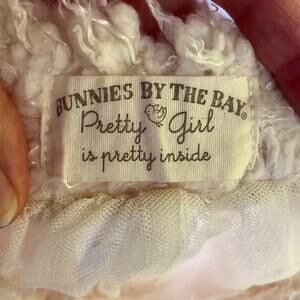 BUNNIES BY THE BAY®
Pretty Girl
is pretty inside